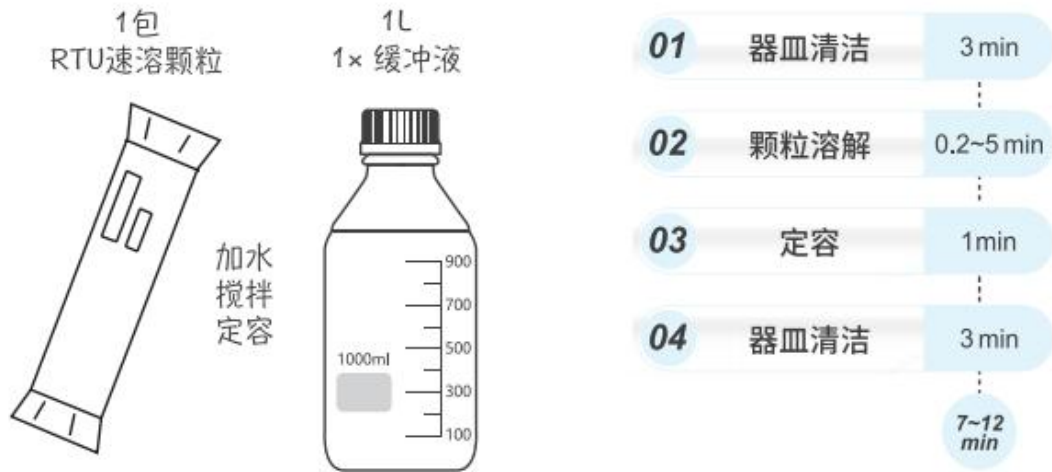 1包
RTU速溶颗粒
1L
1× 缓冲液
加水
搅拌
定容
1000ml
900
700
500
300
100
01 器皿清洁 3 min
02 颗粒溶解 0.2~5 min
03 定容 1min
04 器皿清洁 3 min
7~12
min